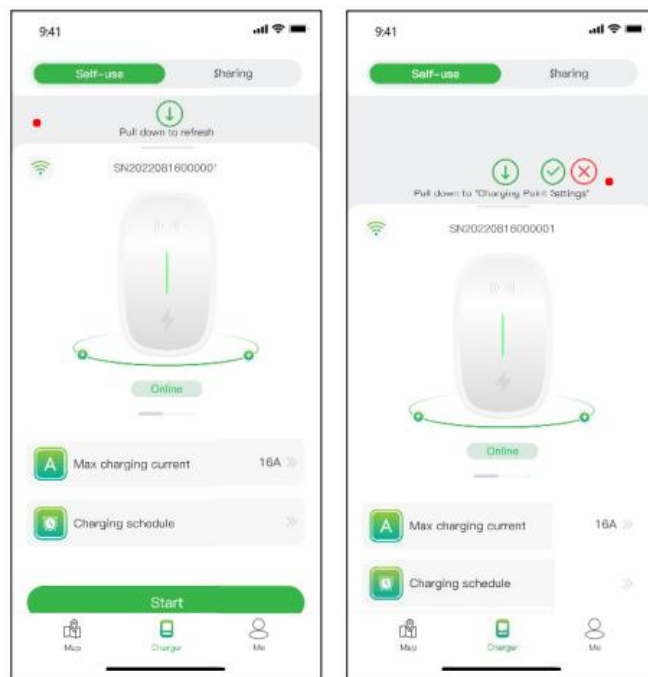 9:41
Self-use Sharing
Pull down to refresh
SN20220816000001
Online
A Max charging current 16A
Charging schedule
Start
Map Charger Me
9:41
Self-use Sharing
Pull down to "Charging Point Settings"
SN20220816000001
Online
A Max charging current 16A
Charging schedule
Map Charger Me